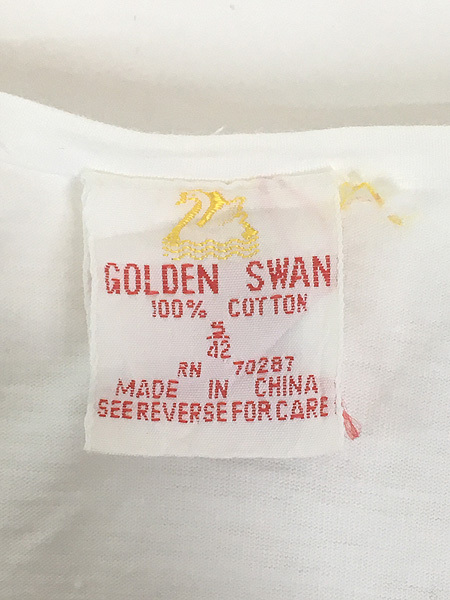 GOLDEN SWAN
100% COTTON
S/42
RN 70287
MADE IN CHINA
SEE REVERSE FOR CARE